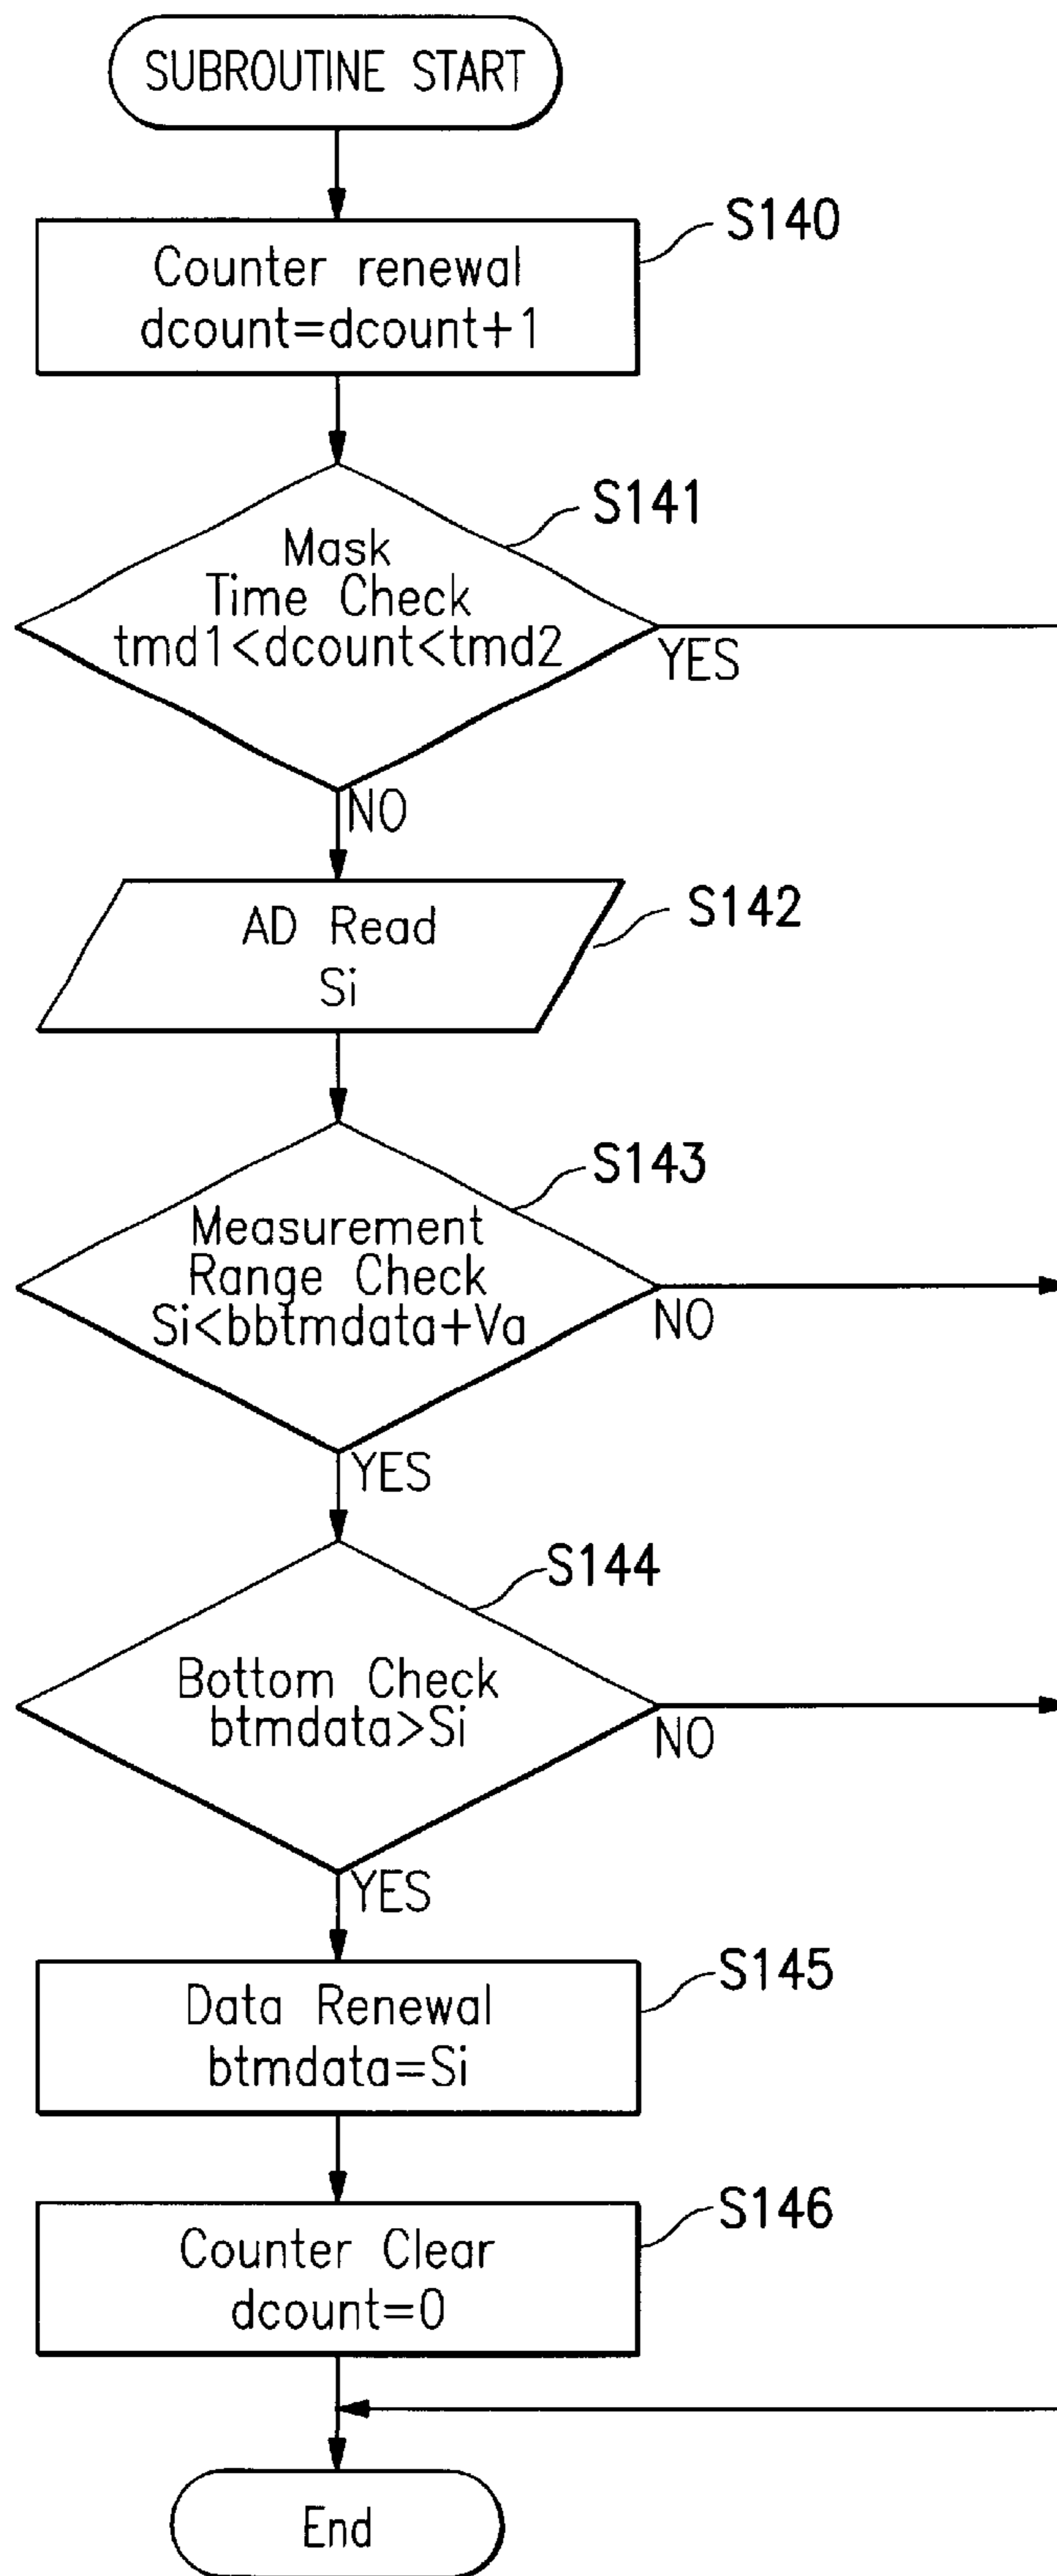 SUBROUTINE START
S140
Counter renewal
dcount=dcount+1
S141
Mask
Time Check
tmd1<dcount<tmd2
YES
NO
S142
AD Read
Si
S143
Measurement
Range Check
Si<bbtmdata+Va
NO
YES
S144
Bottom Check
btmdata>Si
NO
YES
S145
Data Renewal
btmdata=Si
S146
Counter Clear
dcount=0
End